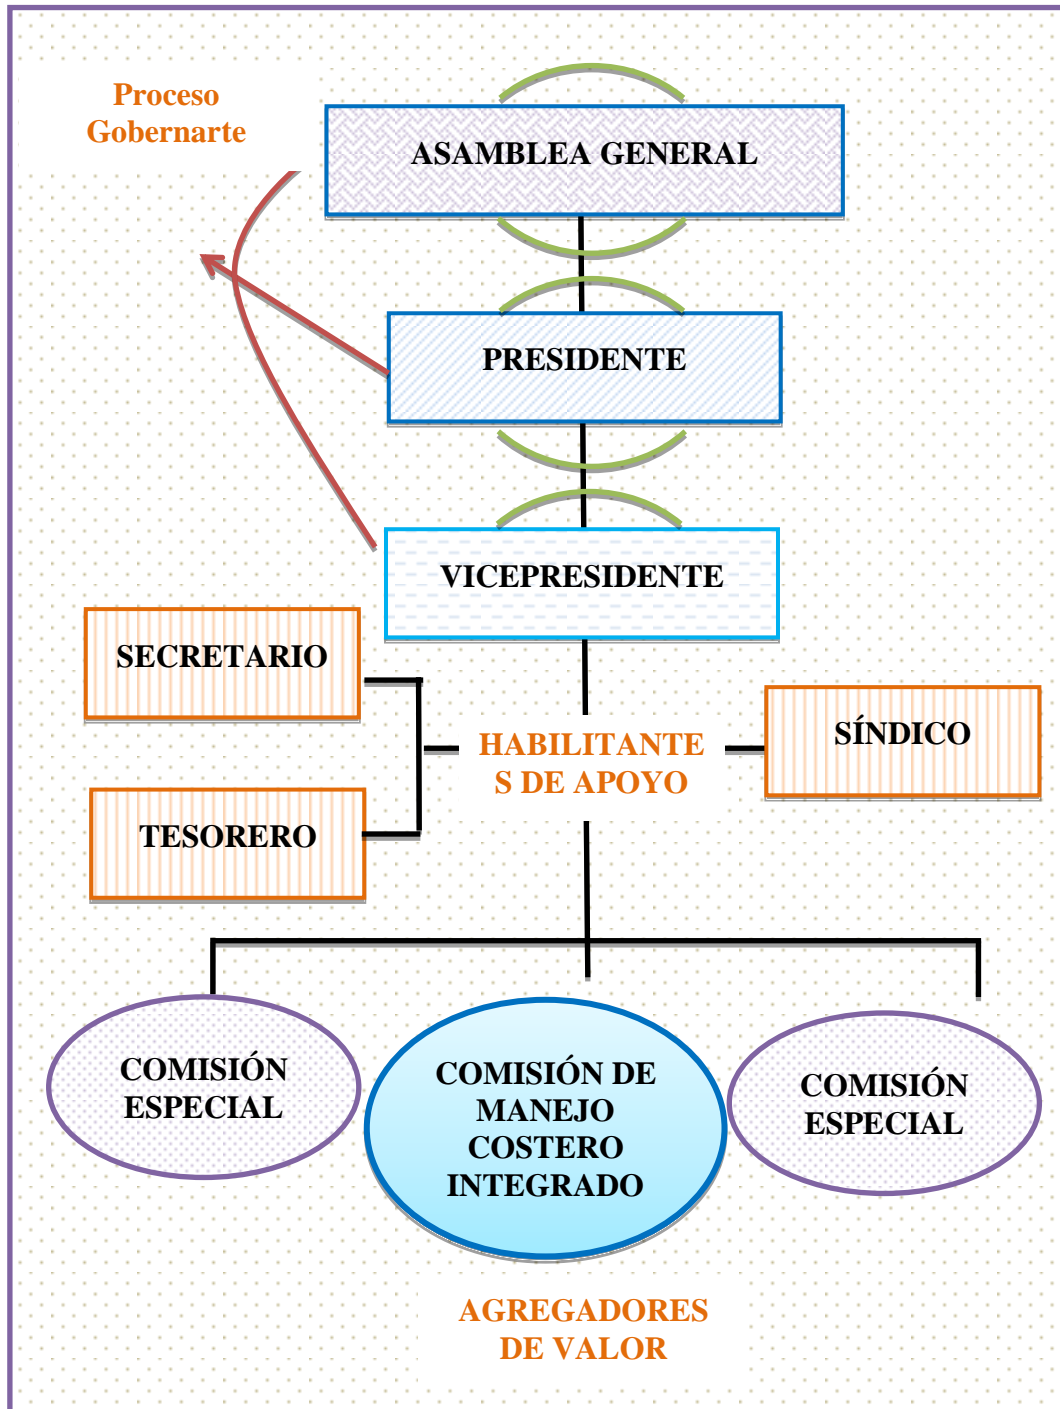 Proceso
Gobernarte
ASAMBLEA GENERAL
PRESIDENTE
VICEPRESIDENTE
SECRETARIO
HABILITANTE
S DE APOYO
SÍNDICO
TESORERO
COMISIÓN
ESPECIAL
COMISIÓN DE
MANEJO
COSTERO
INTEGRADO
COMISIÓN
ESPECIAL
AGREGADORES
DE VALOR